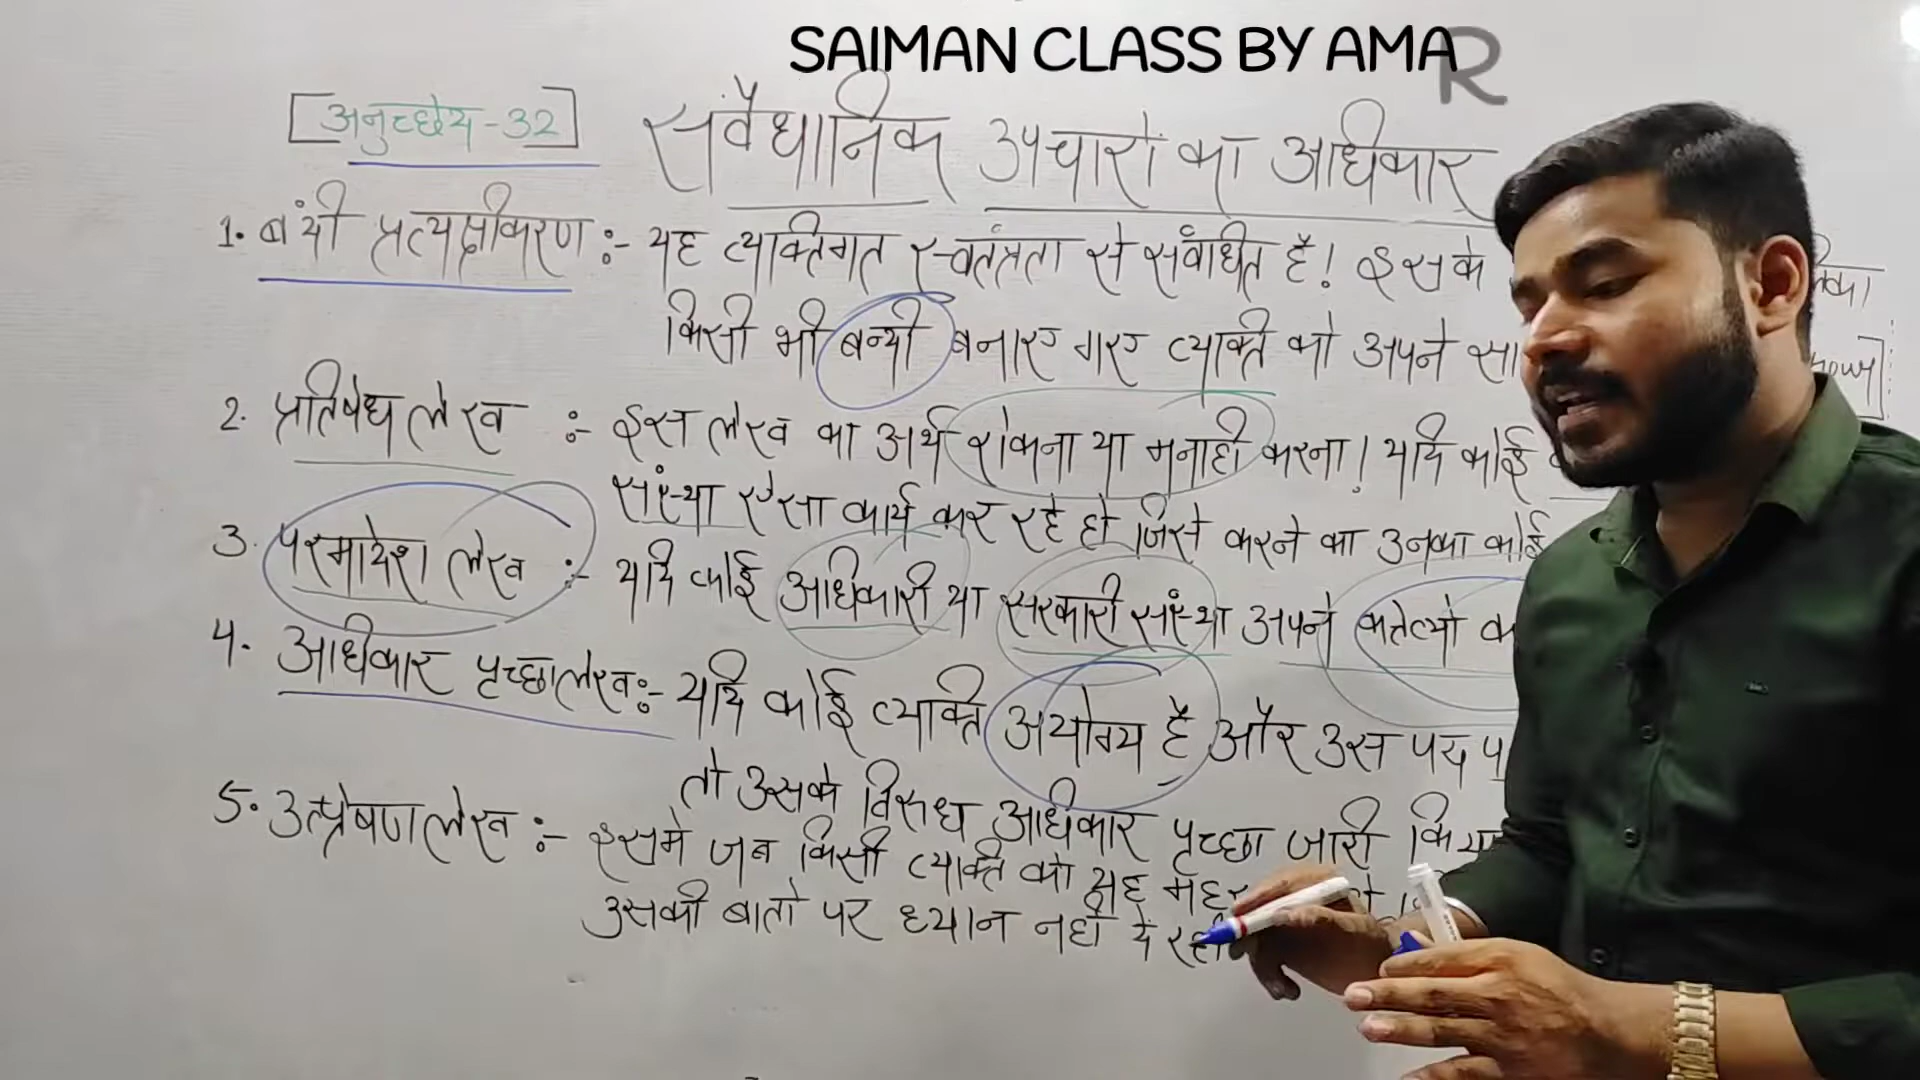 SAIMAN CLASS BY AMAR
[अनुच्छेय-32]
संवैधानिक उपचारों का अधिकार
1. बंयी प्रत्यक्षीकरण :- यह व्यक्तिगत स्वतंत्रता से संबंधित है! इसके
किसी भी बन्यी बनाए गए व्यक्ति को अपने सा
2. प्रतिषेध लेख :- इस लेख का अर्थ रोकना या मनाही करना! यदि कोई
संस्था ऐसा कार्य कर रहे हो जिसे करने का उनका कोई
3. परमादेश लेख :- यदि कोई अधिकारी या सरकारी संस्था अपने कर्तव्यो क
4. अधिकार पृच्छा लेख :- यदि कोई व्यक्ति अयोग्य है और उस पद प
तो उसके विरुध अधिकार पृच्छा जारी किया
5. उत्प्रेषण लेख :- इसमे जब किसी व्यक्ति को यह
उसकी बातो पर ध्यान नही दे रही